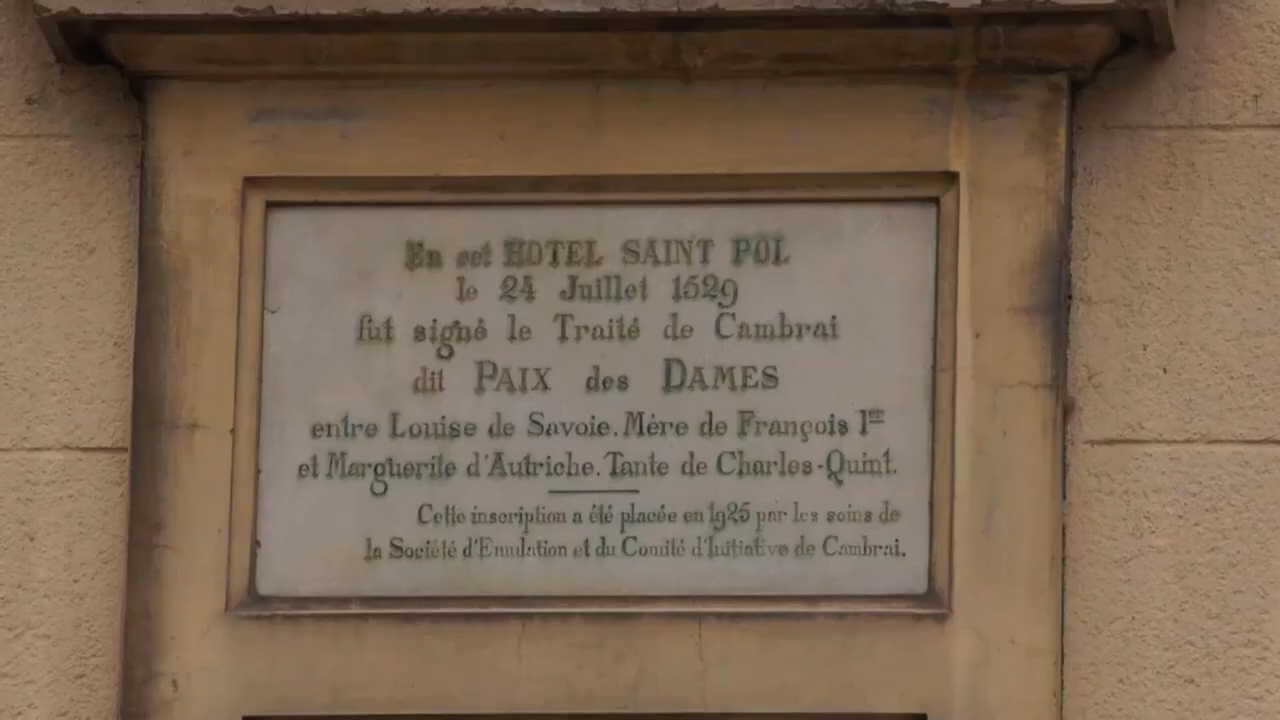 En cet HOTEL SAINT POL
le 24 Juillet 1529
fut signé le Traité de Cambrai
dit PAIX des DAMES
entre Louise de Savoie. Mère de François 1er
et Marguerite d'Autriche. Tante de Charles-Quint.
Cette inscription a été placée en 1925 par les soins de
la Société d'Emulation et du Comité d'Initiative de Cambrai.